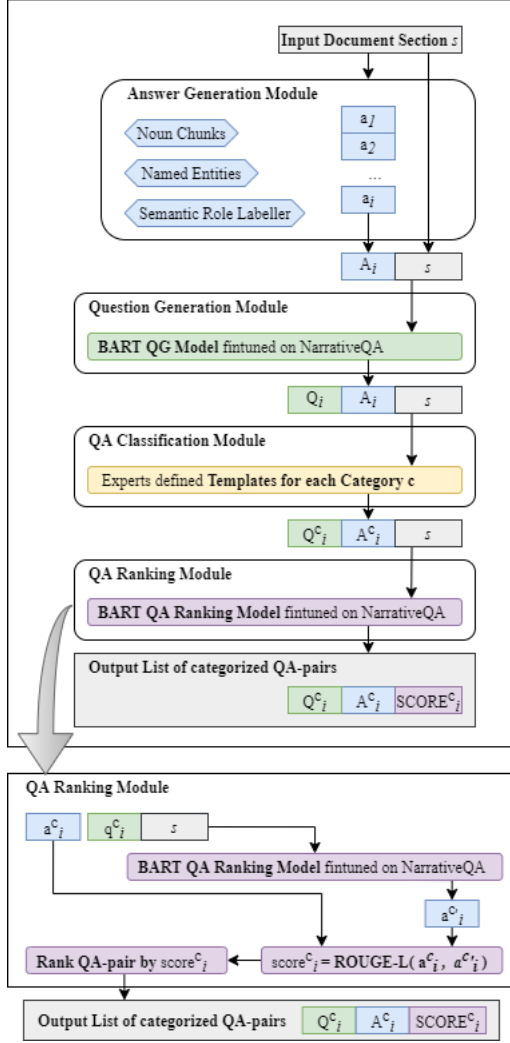 Input Document Section s
Answer Generation Module
Noun Chunks
Named Entities
Semantic Role Labeller
a1
a2
...
ai
Ai s
Question Generation Module
BART QG Model fintuned on NarrativeQA
Qi Ai s
QA Classification Module
Experts defined Templates for each Category c
Qci Aci s
QA Ranking Module
BART QA Ranking Model fintuned on NarrativeQA
Output List of categorized QA-pairs
Qci Aci SCOREci
QA Ranking Module
aci qci s
BART QA Ranking Model fintuned on NarrativeQA
ac'i
Rank QA-pair by scoreci
scoreci = ROUGE-L( aci, ac'i )
Output List of categorized QA-pairs Qci Aci SCOREci